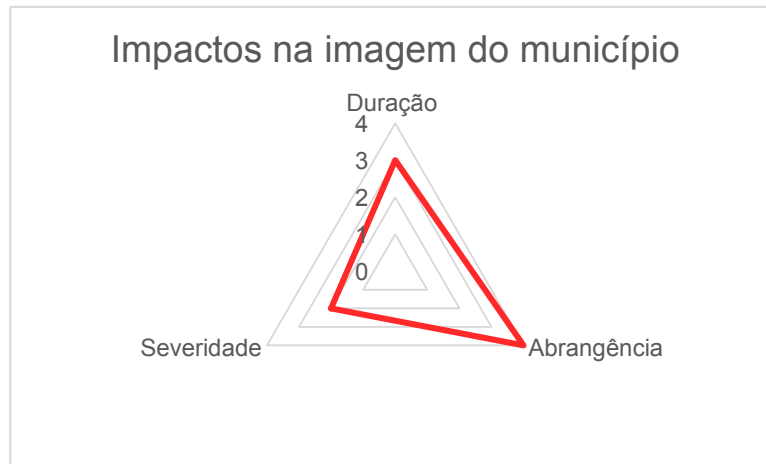 Impactos na imagem do município
Duração
4
3
2
1
0
Severidade
Abrangência